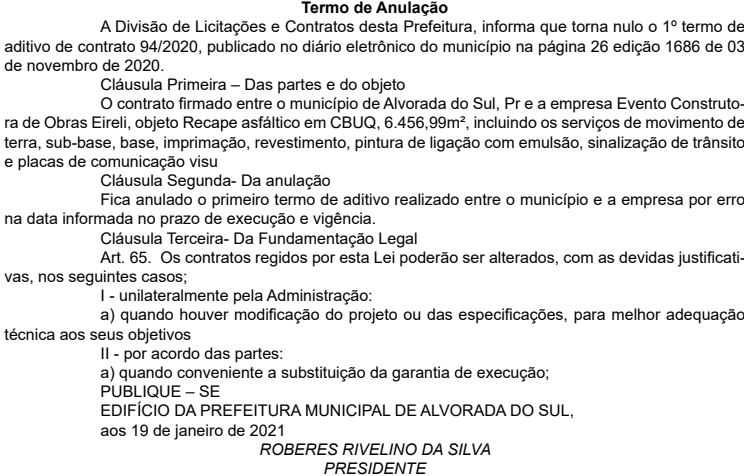 Termo de Anulação
A Divisão de Licitações e Contratos desta Prefeitura, informa que torna nulo o 1º termo de
aditivo de contrato 94/2020, publicado no diário eletrônico do município na página 26 edição 1686 de 03
de novembro de 2020.
Cláusula Primeira – Das partes e do objeto
O contrato firmado entre o município de Alvorada do Sul, Pr e a empresa Evento Constructo-
ra de Obras Eireli, objeto Recape asfáltico em CBUQ, 6.456,99m², incluindo os serviços de movimento de
terra, sub-base, base, imprimação, revestimento, pintura de ligação com emulsão, sinalização de trânsito
e placas de comunicação visu
Cláusula Segunda- Da anulação
Fica anulado o primeiro termo de aditivo realizado entre o município e a empresa por erro
na data informada no prazo de execução e vigência.
Cláusula Terceira- Da Fundamentação Legal
Art. 65.  Os contratos regidos por esta Lei poderão ser alterados, com as devidas justificati-
vas, nos seguintes casos;
I - unilateralmente pela Administração:
a) quando houver modificação do projeto ou das especificações, para melhor adequação
técnica aos seus objetivos
II - por acordo das partes:
a) quando conveniente a substituição da garantia de execução;
PUBLIQUE – SE
EDIFÍCIO DA PREFEITURA MUNICIPAL DE ALVORADA DO SUL,
aos 19 de janeiro de 2021
ROBERES RIVELINO DA SILVA
PRESIDENTE